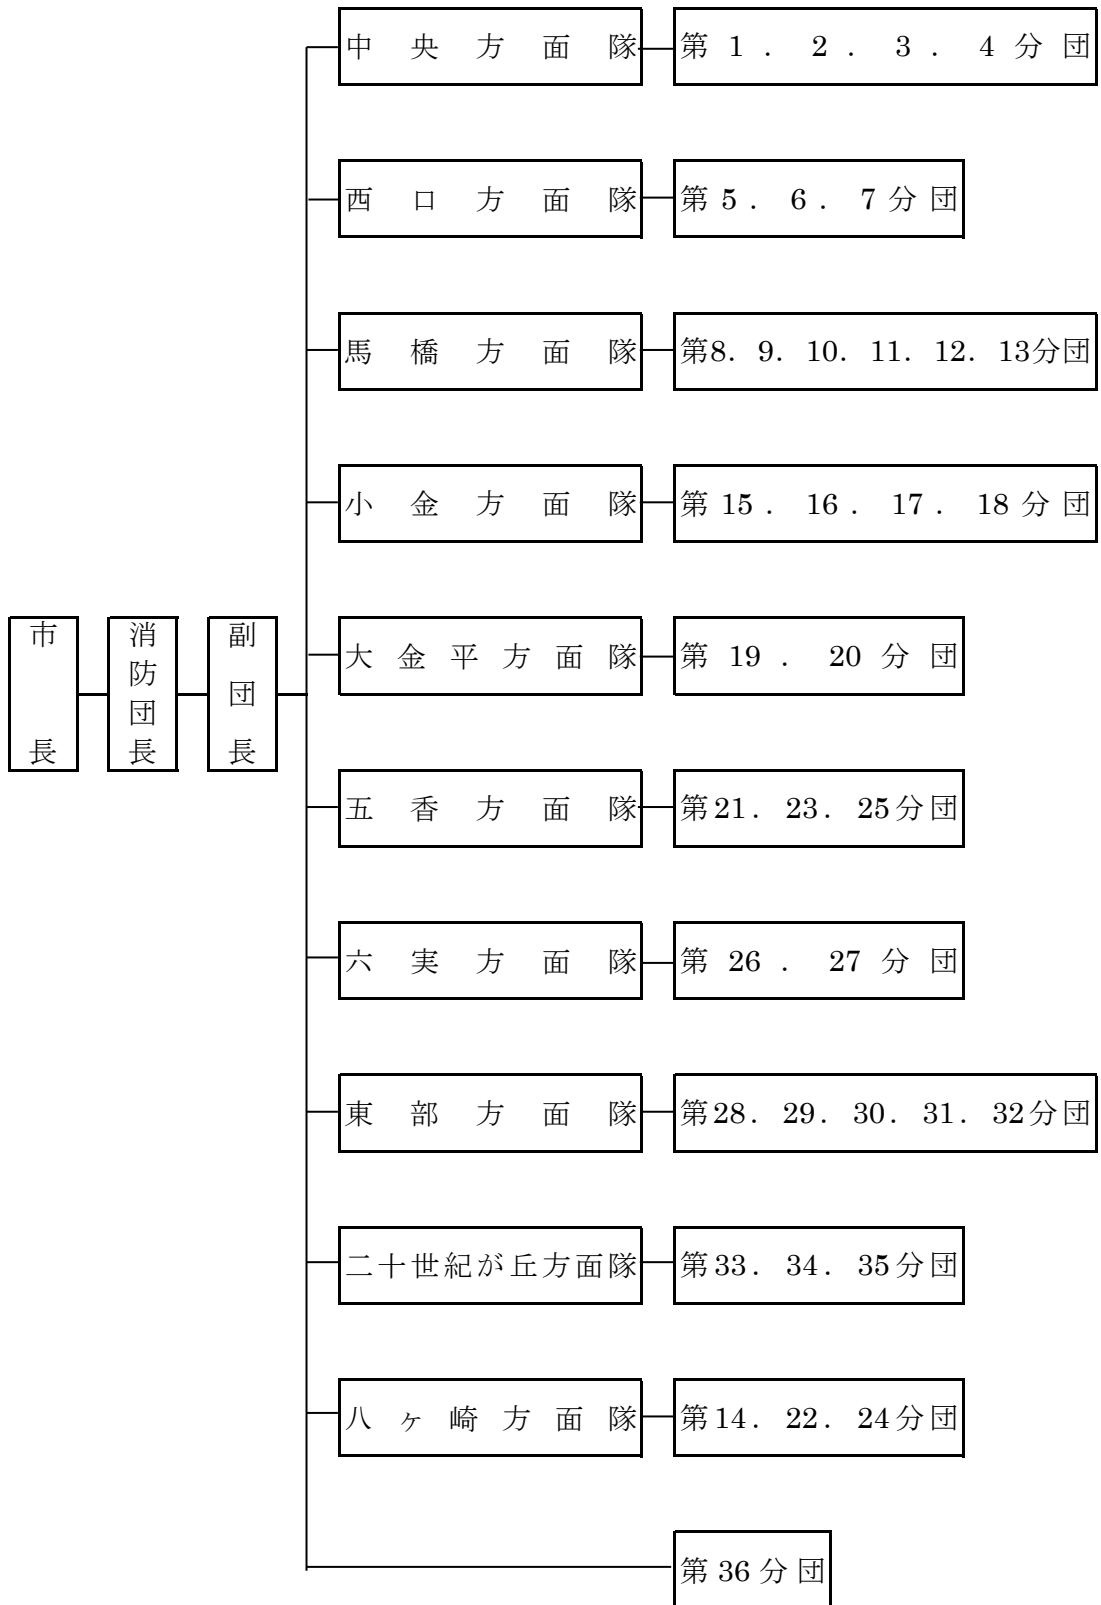 市長
消防団長
副団長
中央方面隊
第1．2．3．4分団
西口方面隊
第5．6．7分団
馬橋方面隊
第8．9．10．11．12．13分団
小金方面隊
第15．16．17．18分団
大金平方面隊
第19．20分団
五香方面隊
第21．23．25分団
六実方面隊
第26．27分団
東部方面隊
第28．29．30．31．32分団
二十世紀が丘方面隊
第33．34．35分団
八ヶ崎方面隊
第14．22．24分団
第36分団